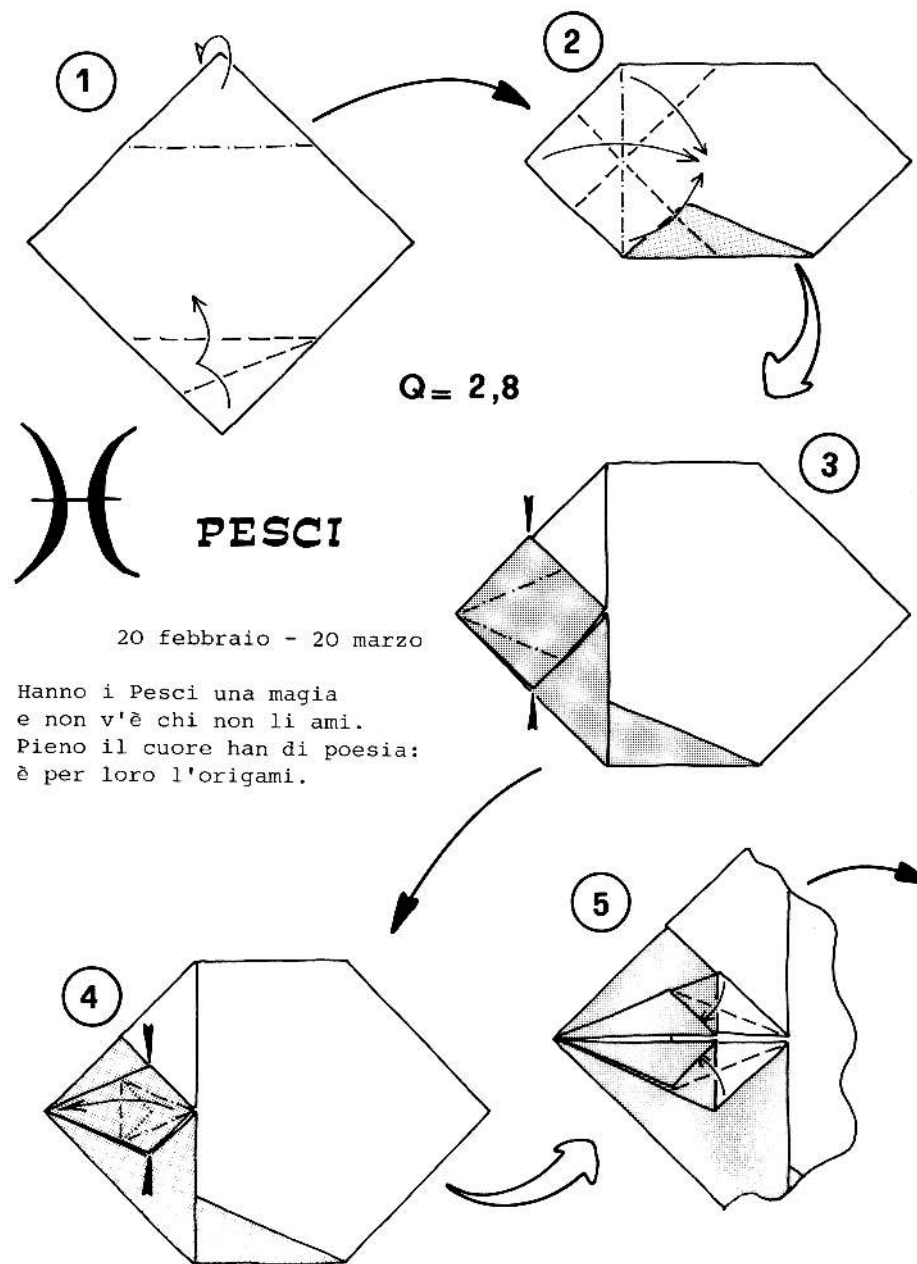 1
2
Q= 2,8
3
PESCI
20 febbraio - 20 marzo
Hanno i Pesci una magia
e non v'è chi non li ami.
Pieno il cuore han di poesia:
è per loro l'origami.
4
5